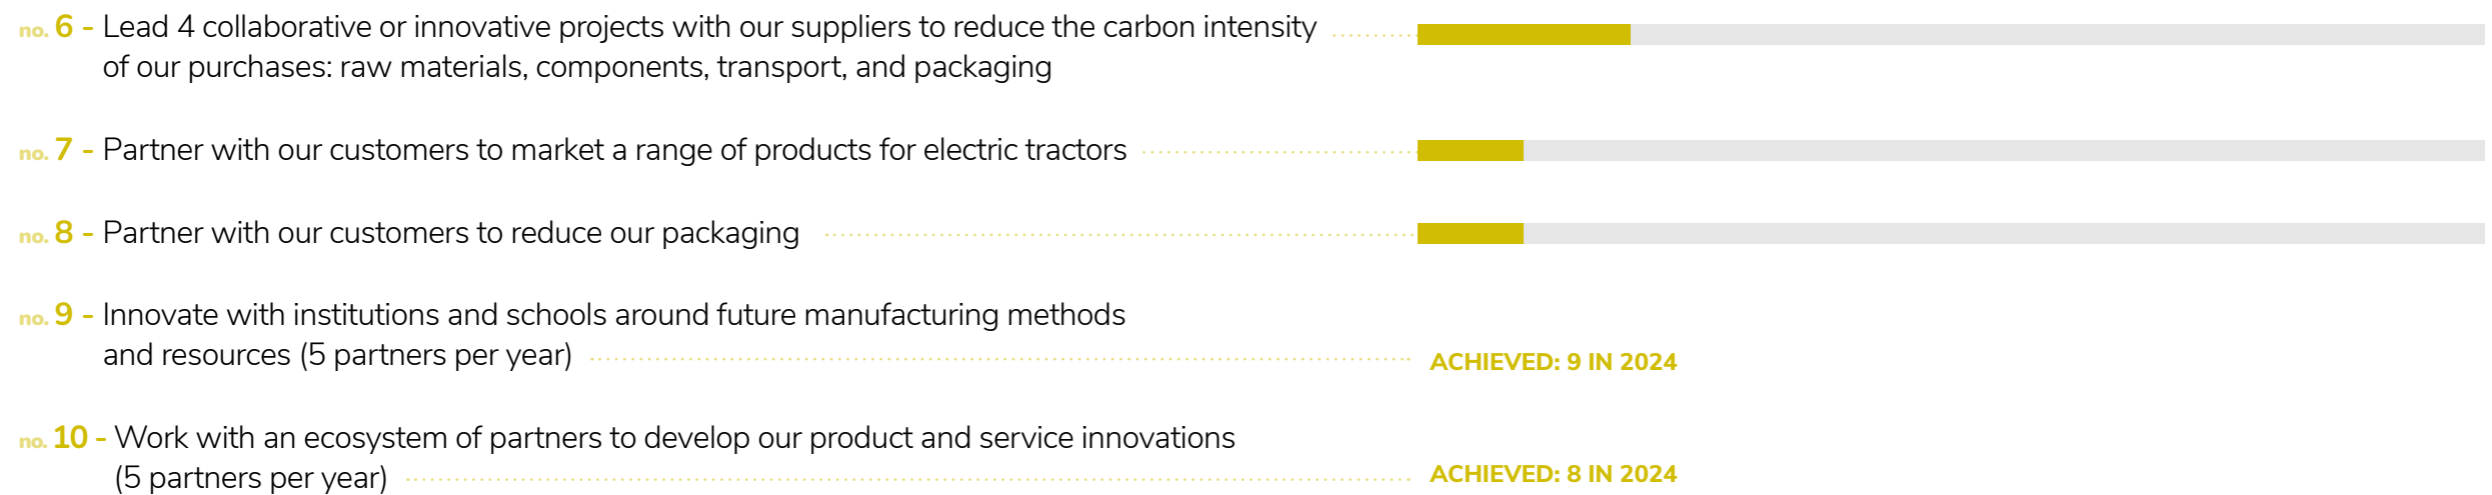 no. 6 - Lead 4 collaborative or innovative projects with our suppliers to reduce the carbon intensity
of our purchases: raw materials, components, transport, and packaging
no. 7 - Partner with our customers to market a range of products for electric tractors
no. 8 - Partner with our customers to reduce our packaging
no. 9 - Innovate with institutions and schools around future manufacturing methods
and resources (5 partners per year)
ACHIEVED: 9 IN 2024
no. 10 - Work with an ecosystem of partners to develop our product and service innovations
(5 partners per year)
ACHIEVED: 8 IN 2024